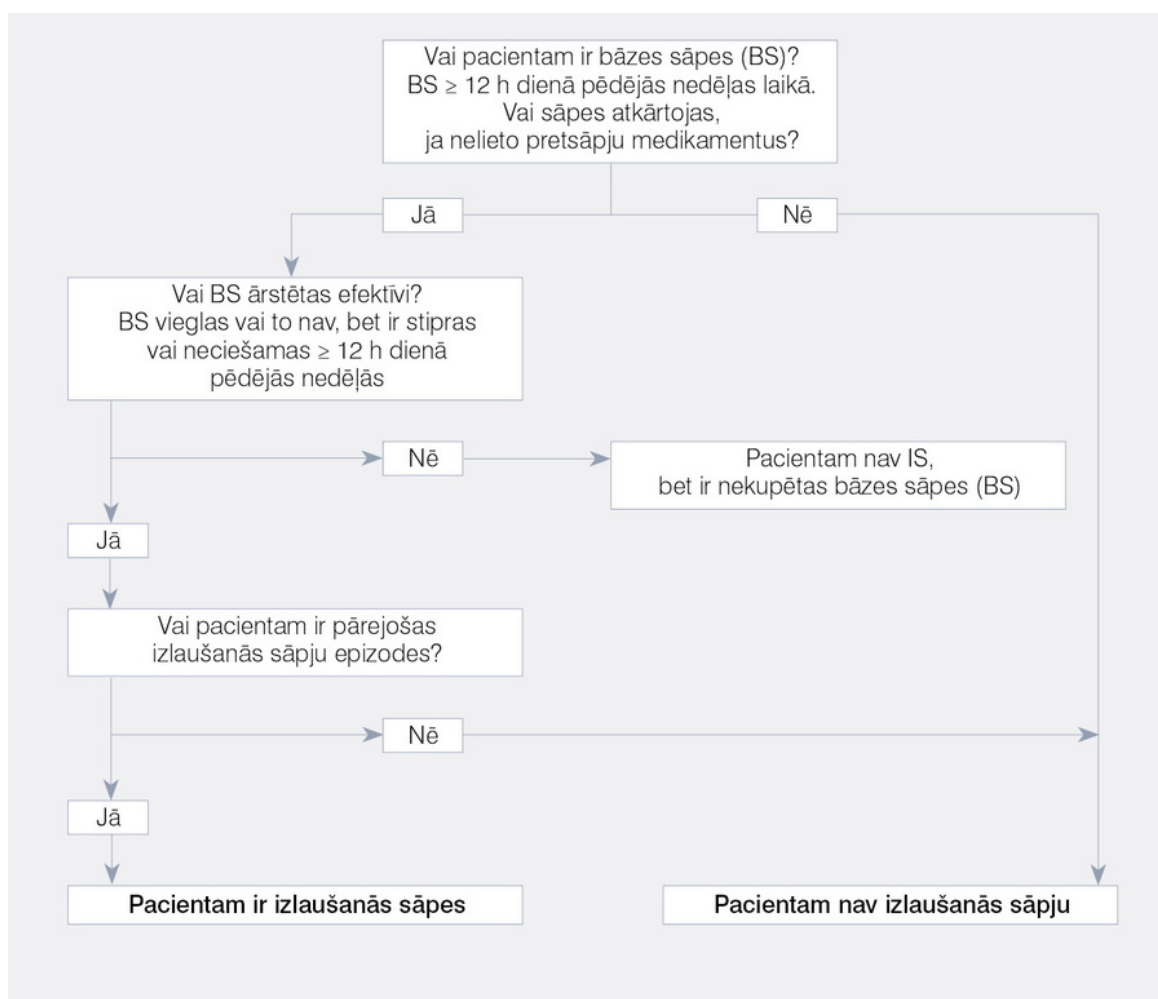 Vai pacientam ir bāzes sāpes (BS)?
BS ≥ 12 h dienā pēdējās nedēļas laikā.
Vai sāpes atkārtojas,
ja nelieto pretsāpju medikamentus?
Jā
Nē
Vai BS ārstētas efektīvi?
BS vieglas vai to nav, bet ir stipras
vai neciešamas ≥ 12 h dienā
pēdējās nedēļās
Nē
Pacientam nav IS,
bet ir nekupētas bāzes sāpes (BS)
Jā
Vai pacientam ir pārejošas
izlaušanās sāpju epizodes?
Nē
Jā
Pacientam ir izlaušanās sāpes
Pacientam nav izlaušanās sāpju